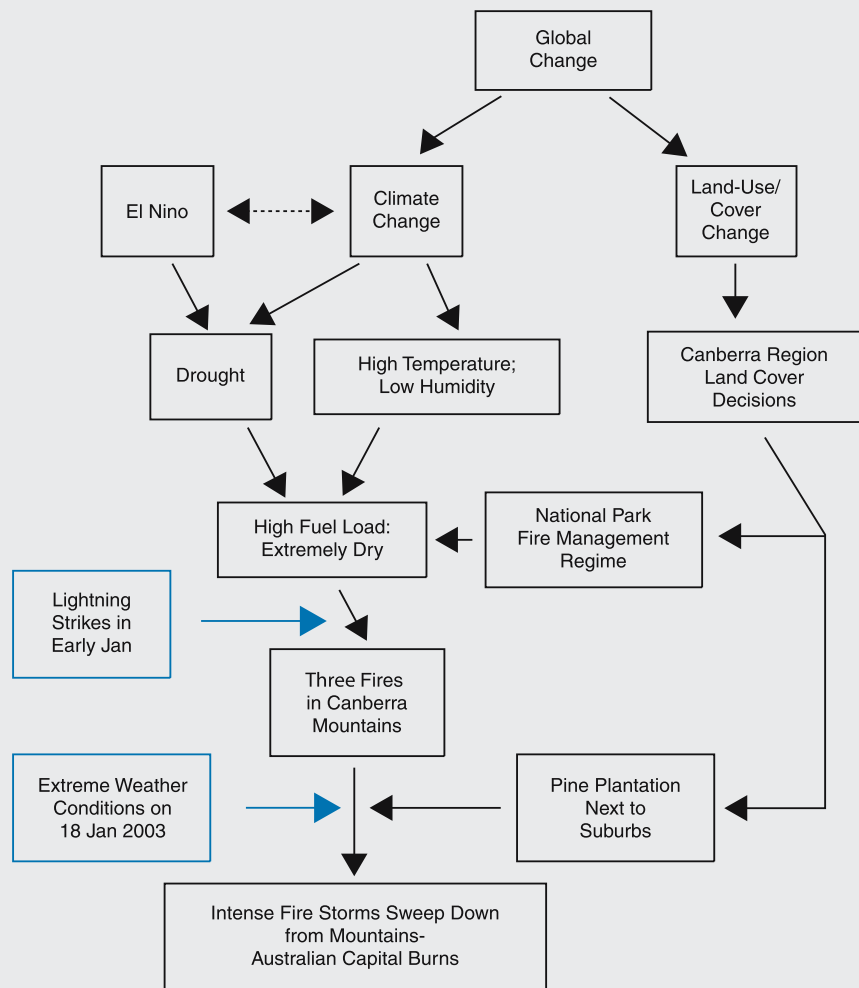 Global
Change
El Nino
Climate
Change
Land-Use/
Cover
Change
Drought
High Temperature;
Low Humidity
Canberra Region
Land Cover
Decisions
High Fuel Load:
Extremely Dry
National Park
Fire Management
Regime
Lightning
Strikes in
Early Jan
Three Fires
in Canberra
Mountains
Extreme Weather
Conditions on
18 Jan 2003
Pine Plantation
Next to
Suburbs
Intense Fire Storms Sweep Down
from Mountains-
Australian Capital Burns